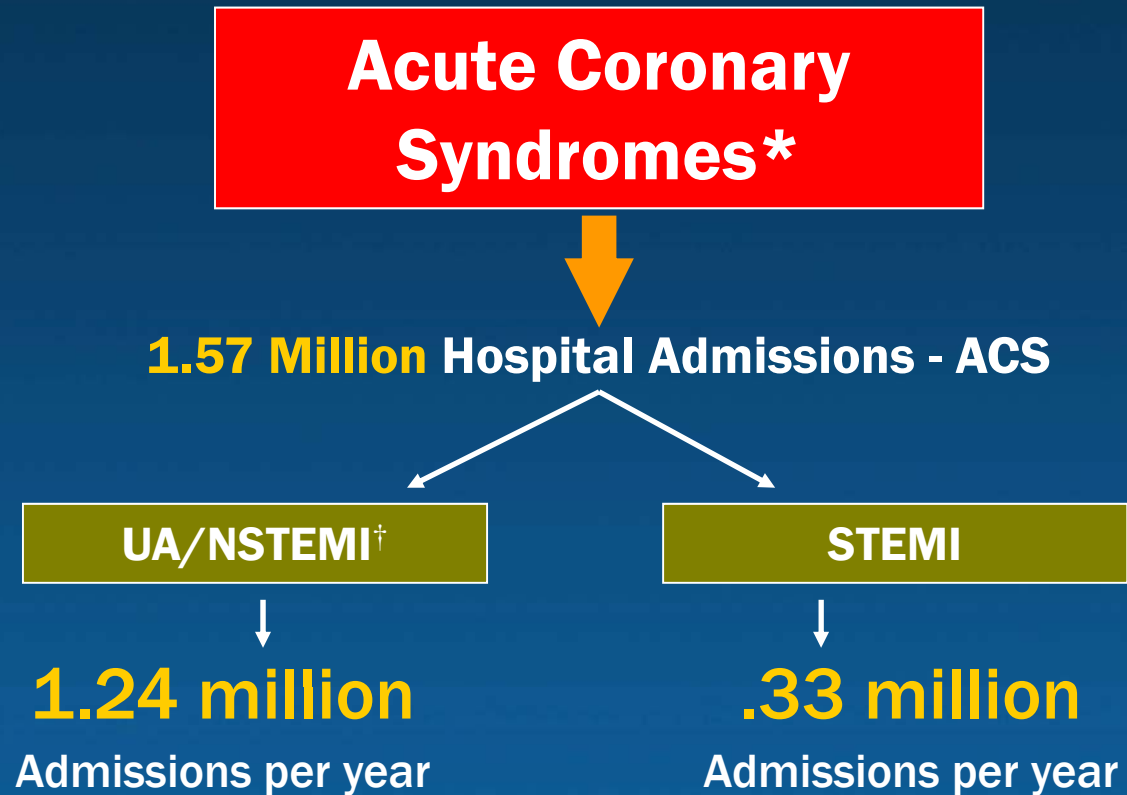 Acute Coronary
Syndromes*
1.57 Million Hospital Admissions - ACS
UA/NSTEMI†
STEMI
1.24 million
Admissions per year
.33 million
Admissions per year